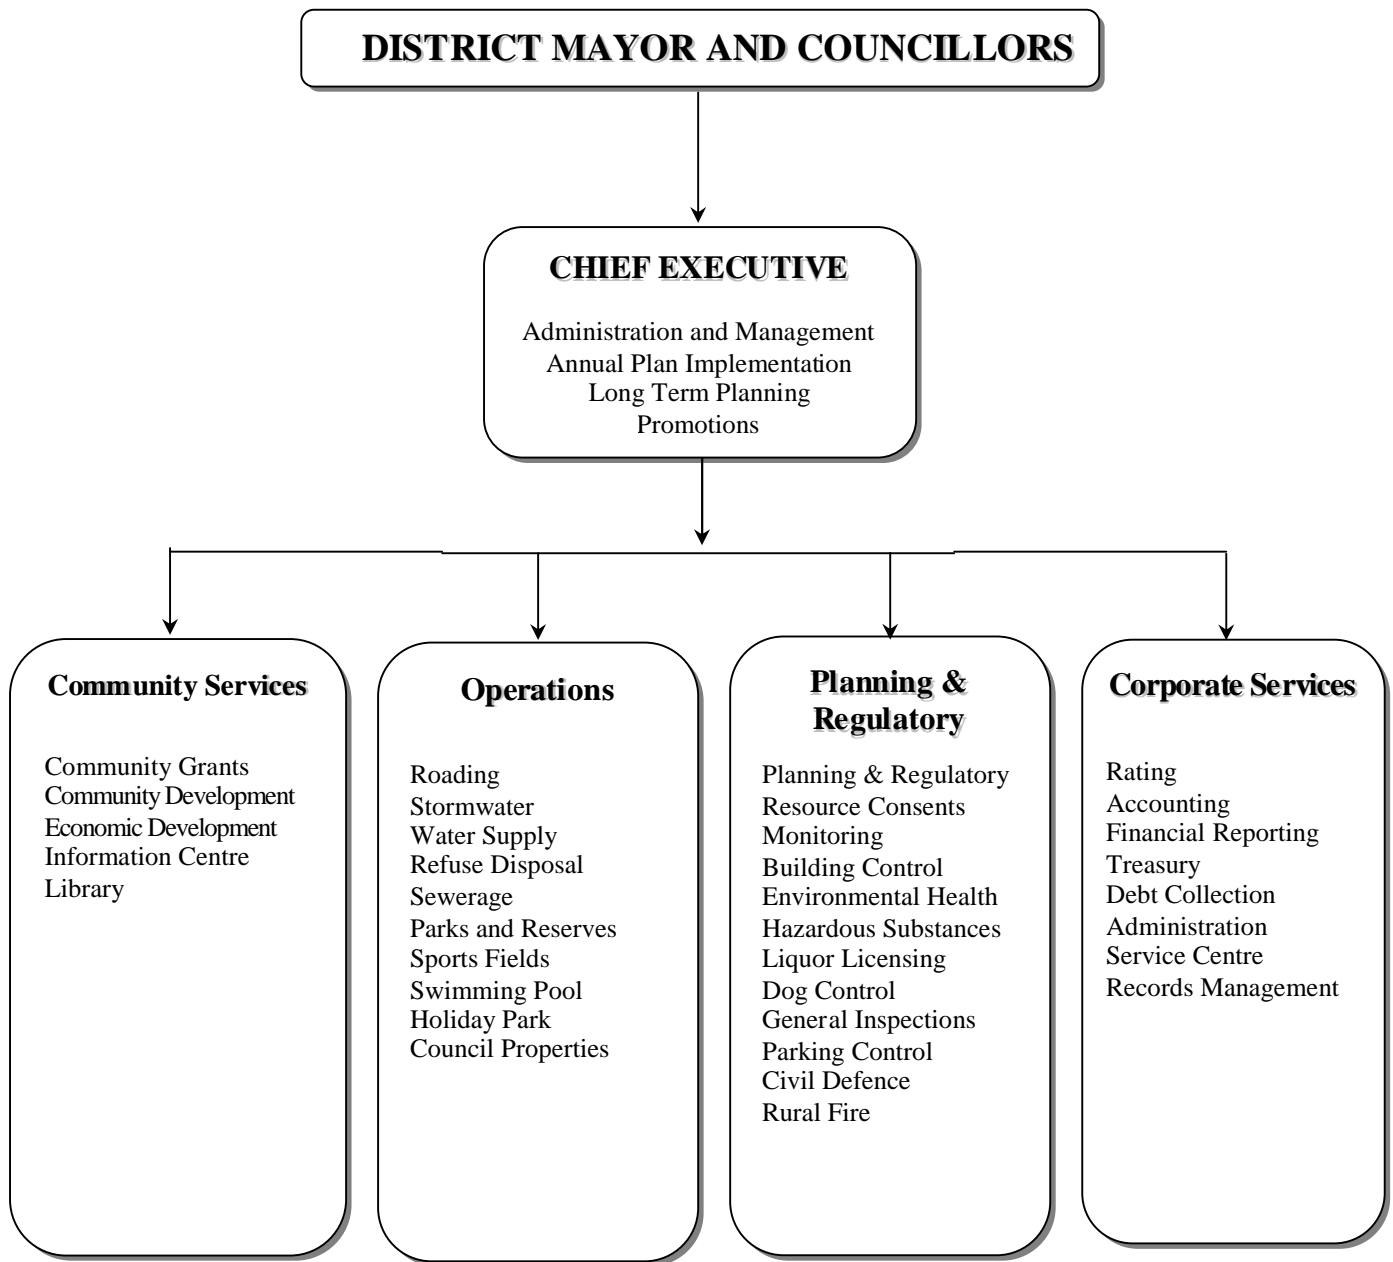 DISTRICT MAYOR AND COUNCILLORS
CHIEF EXECUTIVE
Administration and Management
Annual Plan Implementation
Long Term Planning
Promotions
Community Services
Community Grants
Community Development
Economic Development
Information Centre
Library
Operations
Roading
Stormwater
Water Supply
Refuse Disposal
Sewerage
Parks and Reserves
Sports Fields
Swimming Pool
Holiday Park
Council Properties
Planning &
Regulatory
Planning & Regulatory
Resource Consents
Monitoring
Building Control
Environmental Health
Hazardous Substances
Liquor Licensing
Dog Control
General Inspections
Parking Control
Civil Defence
Rural Fire
Corporate Services
Rating
Accounting
Financial Reporting
Treasury
Debt Collection
Administration
Service Centre
Records Management